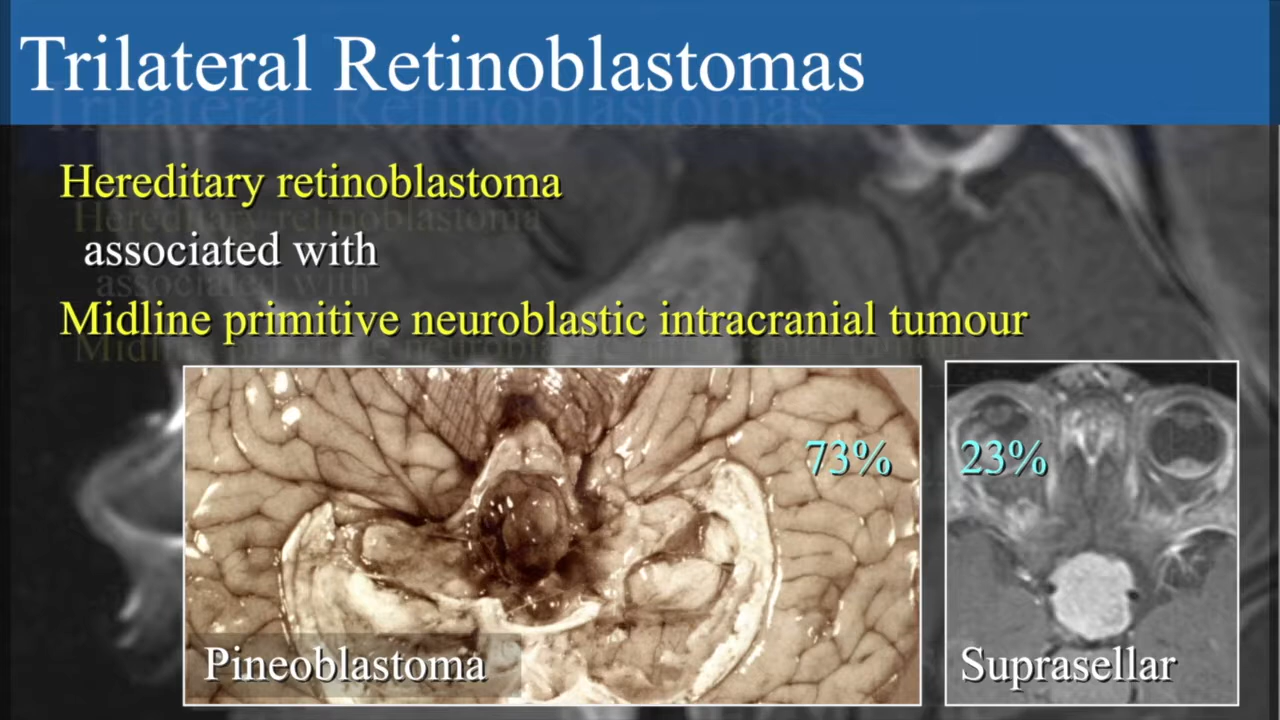 Trilateral Retinoblastomas
Hereditary retinoblastoma
associated with
Midline primitive neuroblastic intracranial tumour
73%
23%
Pineoblastoma
Suprasellar